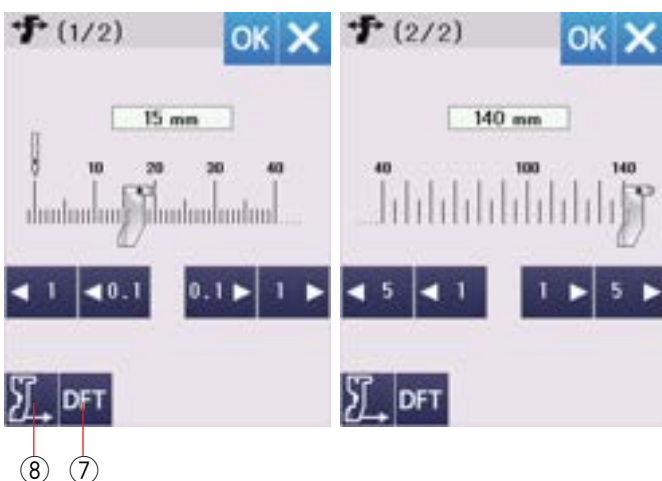 (1/2) OK X
15 mm
10 20 30 40
◀ 1 ◀ 0.1 0.1 ▶ 1 ▶
DFT
⑧ ⑦
(2/2) OK X
140 mm
40 100 140
◀ 5 ◀ 1 1 ▶ 5 ▶
DFT